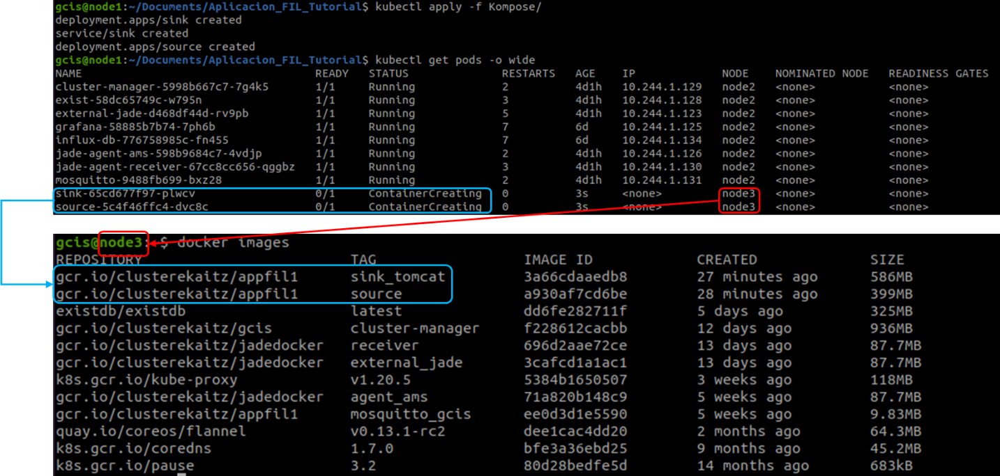 gcis@node1:~/Documents/Aplicacion_FIL_Tutorial$ kubectl apply -f Kompose/
deployment.apps/sink created
service/sink created
deployment.apps/source created
gcis@node1:~/Documents/Aplicacion_FIL_Tutorial$ kubectl get pods -o wide
NAME READY STATUS RESTARTS AGE IP NODE NOMINATED NODE READINESS GATES
cluster-manager-5998b667c7-7g4k5 1/1 Running 2 4d1h 10.244.1.129 node2 <none> <none>
exist-58dc65749c-w795n 1/1 Running 3 4d1h 10.244.1.128 node2 <none> <none>
external-jade-d468df44d-rv9pb 1/1 Running 5 4d1h 10.244.1.123 node2 <none> <none>
grafana-58885b7b74-7ph6b 1/1 Running 7 6d 10.244.1.125 node2 <none> <none>
influx-db-776758985c-fn455 1/1 Running 7 6d 10.244.1.134 node2 <none> <none>
jade-agent-ams-598b9684c7-4vdjp 1/1 Running 2 4d1h 10.244.1.126 node2 <none> <none>
jade-agent-receiver-67cc8cc656-qggbz 1/1 Running 3 4d1h 10.244.1.130 node2 <none> <none>
mosquitto-9488fb699-bxz28 1/1 Running 2 4d1h 10.244.1.131 node2 <none> <none>
sink-65cd677f97-plwcv 0/1 ContainerCreating 0 3s <none> node3 <none> <none>
source-5c4f46ffc4-dvc8c 0/1 ContainerCreating 0 3s <none> node3 <none> <none>
gcis@node3:~$ docker images
REPOSITORY TAG IMAGE ID CREATED SIZE
gcr.io/clusterekaitz/appfil1 sink_tomcat 3a66cdaaedb8 27 minutes ago 586MB
gcr.io/clusterekaitz/appfil1 source a930af7cd6be 28 minutes ago 399MB
existdb/existdb latest dd6fe282711f 5 days ago 325MB
gcr.io/clusterekaitz/gcis cluster-manager f228612cacbb 12 days ago 936MB
gcr.io/clusterekaitz/jadedocker receiver 696d2aae72ce 13 days ago 87.7MB
gcr.io/clusterekaitz/jadedocker external_jade 3cafcd1a1ac1 13 days ago 87.7MB
k8s.gcr.io/kube-proxy v1.20.5 5384b1650507 3 weeks ago 118MB
gcr.io/clusterekaitz/jadedocker agent_ams 71a820b148c9 5 weeks ago 87.7MB
gcr.io/clusterekaitz/appfil1 mosquitto_gcis ee0d3d1e5590 5 weeks ago 9.83MB
quay.io/coreos/flannel v0.13.1-rc2 dee1cac4dd20 2 months ago 64.3MB
k8s.gcr.io/coredns 1.7.0 bfe3a36ebd25 9 months ago 45.2MB
k8s.gcr.io/pause 3.2 80d28bedfe5d 14 months ago 683kB